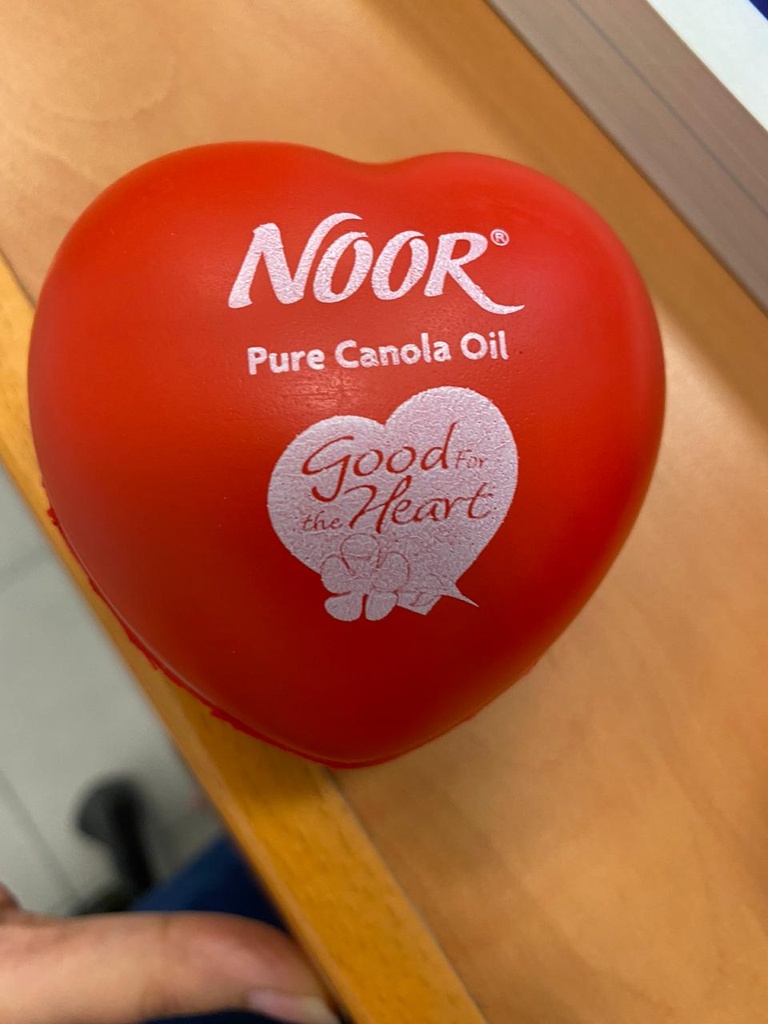 NOOR®
Pure Canola Oil
Good For
the Heart